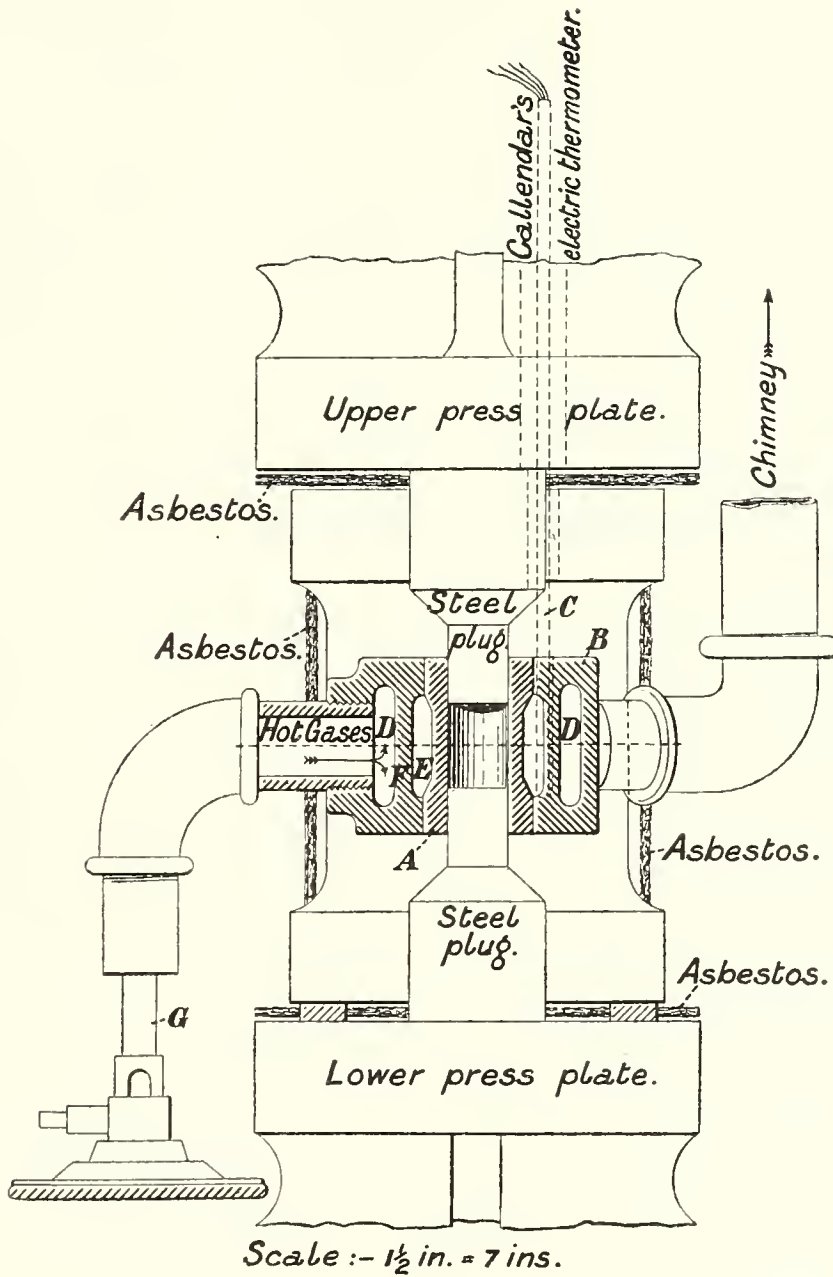 Callendar's
electric thermometer.
Chimney
Upper press plate.
Asbestos.
Steel
plug.
C
B
Asbestos.
Hot Gases
D
D
F
E
A
Asbestos.
Steel
plug.
Asbestos.
G
Lower press plate.
Scale :- 1½ in. = 7 ins.